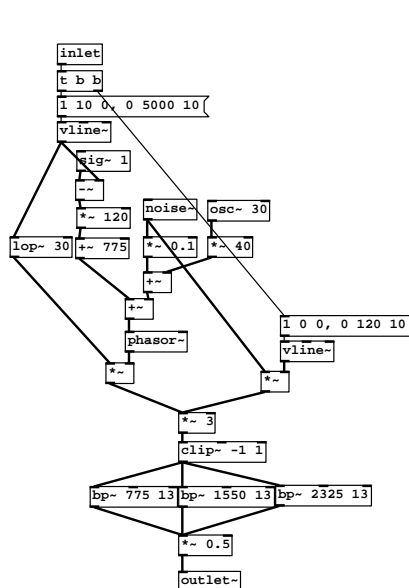 inlet
t b b
1 10 0, 0 5000 10
vline~
sig~ 1
-~
*~ 120
noise~
osc~ 30
lop~ 30
+~ 775
*~ 0.1
*~ 40
+~
+~
1 0 0, 0 120 10
phasor~
vline~
*~
*~
*~ 3
clip~ -1 1
bp~ 775 13
bp~ 1550 13
bp~ 2325 13
*~ 0.5
outlet~